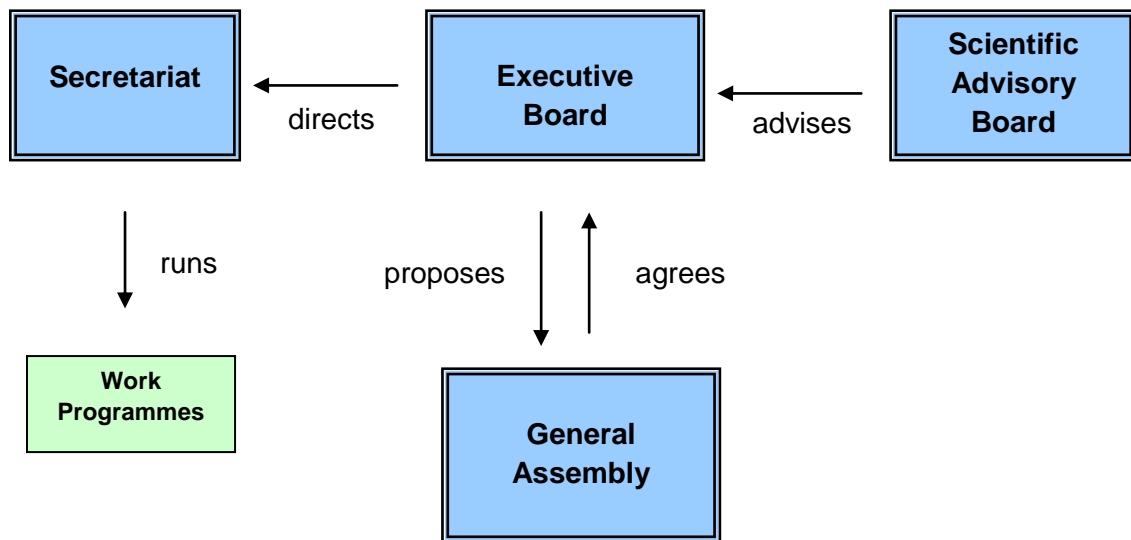 Secretariat
directs
Executive
Board
advises
Scientific
Advisory
Board
runs
proposes
agrees
Work
Programmes
General
Assembly